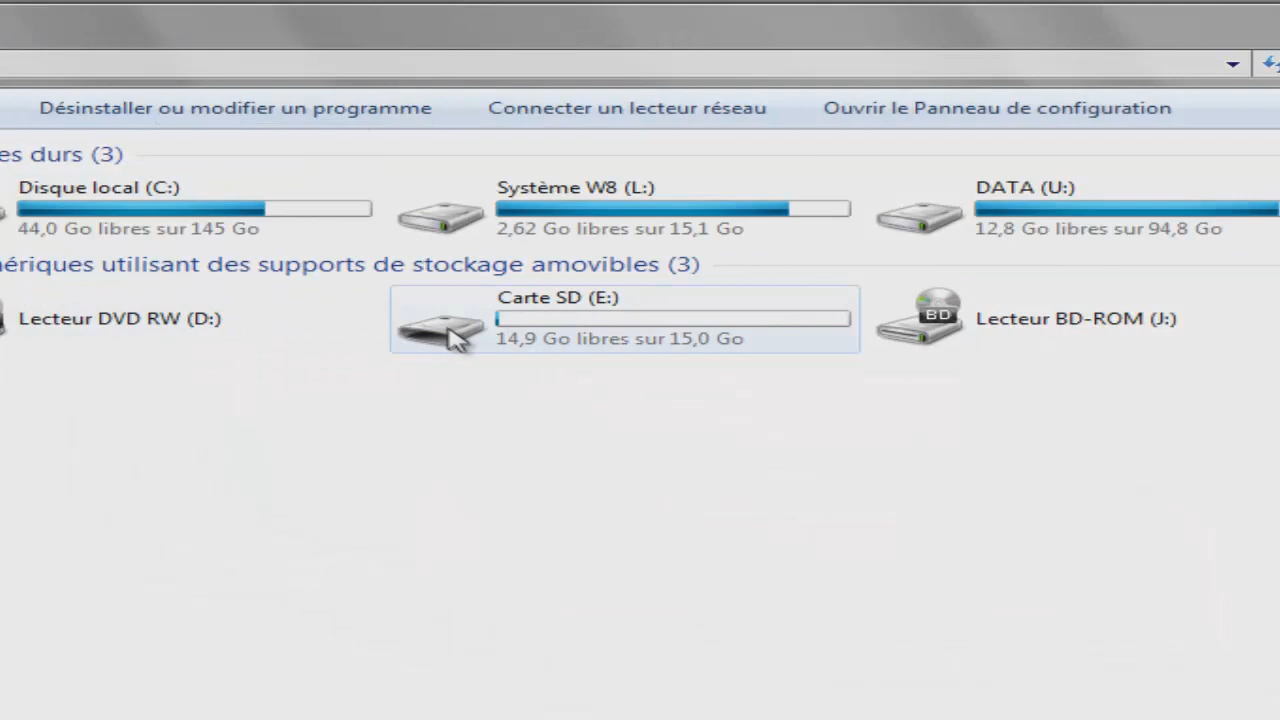 Désinstaller ou modifier un programme Connecter un lecteur réseau Ouvrir le Panneau de configuration
es durs (3)
Disque local (C:) Système W8 (L:) DATA (U:)
44,0 Go libres sur 145 Go 2,62 Go libres sur 15,1 Go 12,8 Go libres sur 94,8 Go
ériques utilisant des supports de stockage amovibles (3)
Carte SD (E:)
Lecteur DVD RW (D:) BD Lecteur BD-ROM (J:)
14,9 Go libres sur 15,0 Go